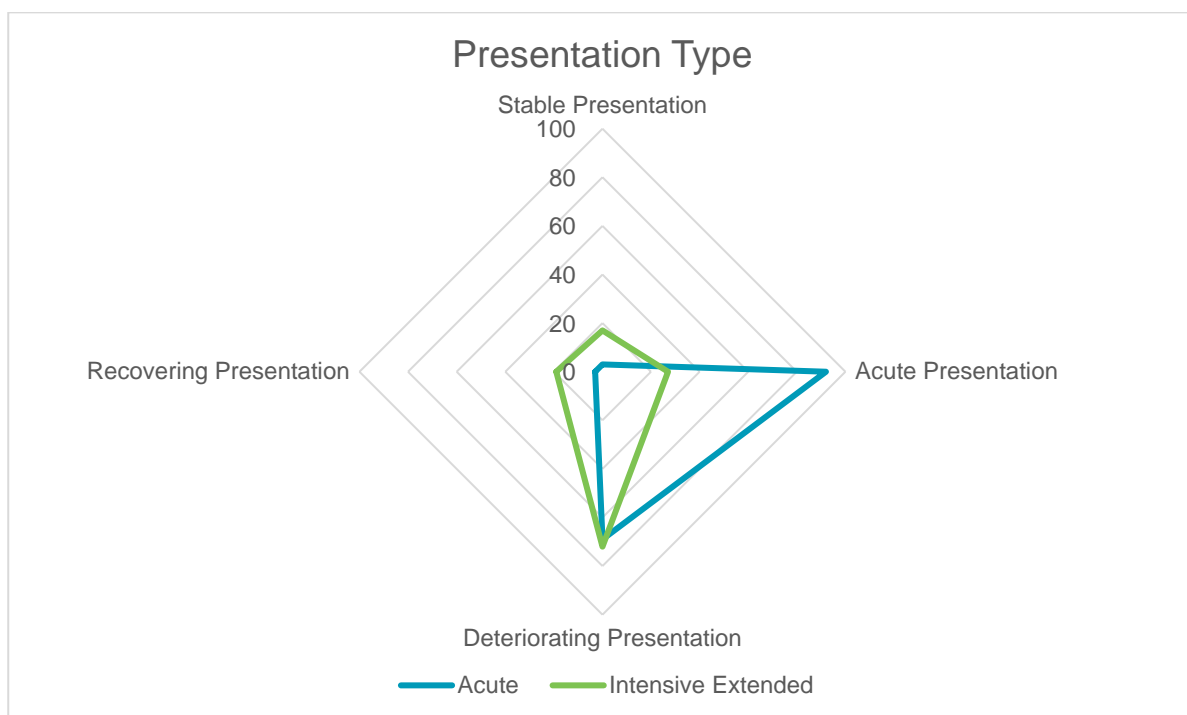 Presentation Type
Stable Presentation
100
80
60
40
20
0
Recovering Presentation
Acute Presentation
Deteriorating Presentation
Acute
Intensive Extended